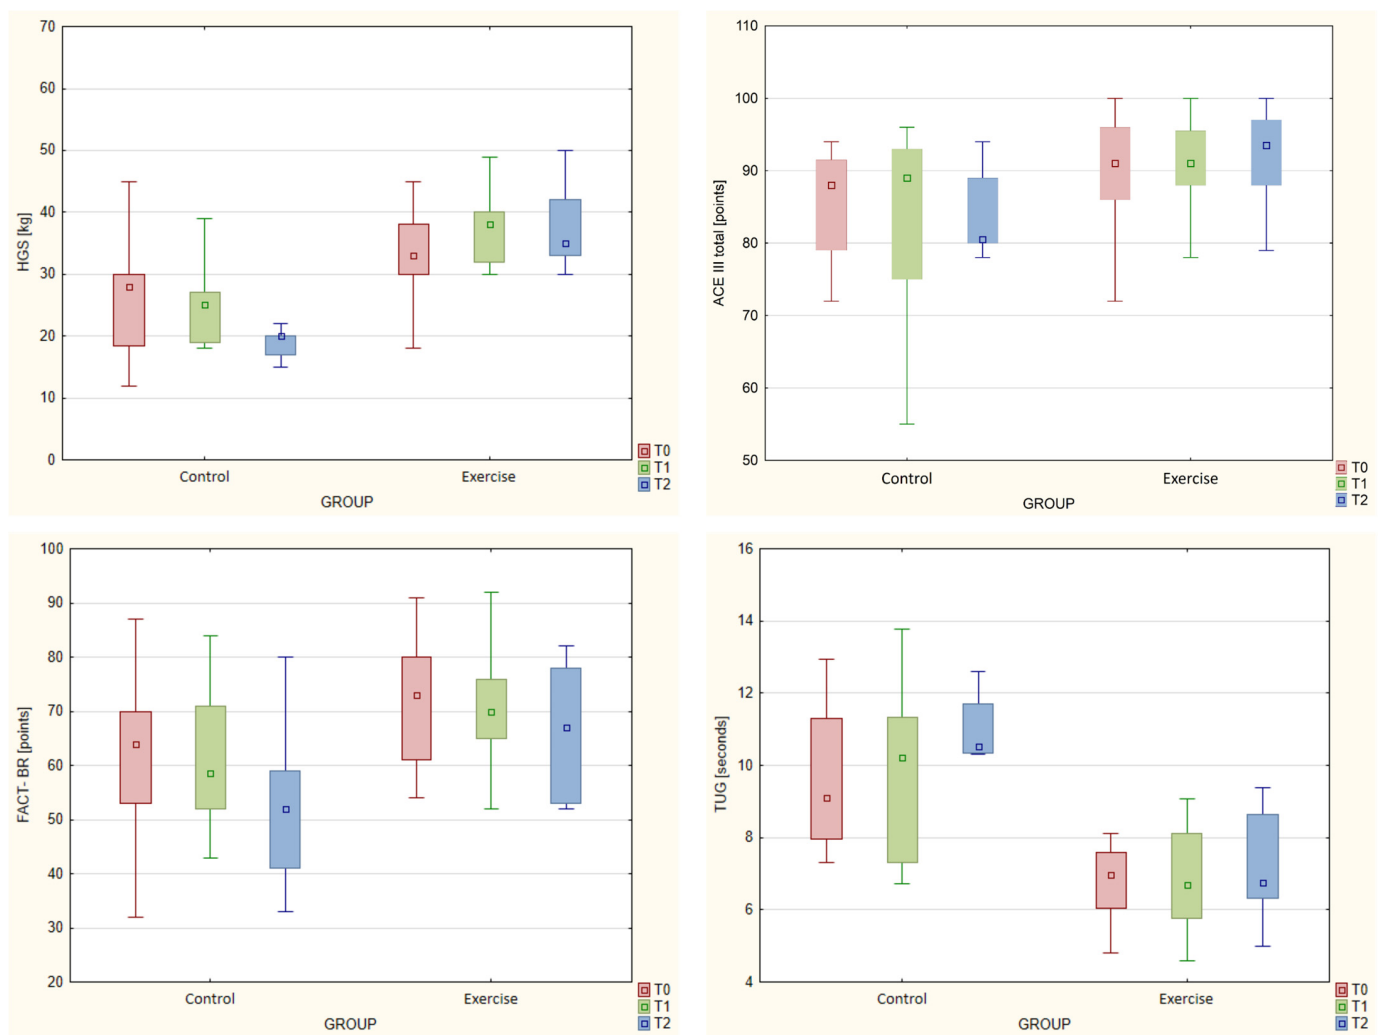 70
60
50
40
30
20
10
0
HGS [kg]
Control
Exercise
GROUP
T0
T1
T2
110
100
90
80
70
60
50
ACE III total [points]
Control
Exercise
GROUP
T0
T1
T2
100
90
80
70
60
50
40
30
20
FACT- BR [points]
Control
Exercise
GROUP
T0
T1
T2
16
14
12
10
8
6
4
TUG [seconds]
Control
Exercise
GROUP
T0
T1
T2